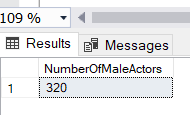 109 %
Results Messages
NumberOfMaleActors
1 320